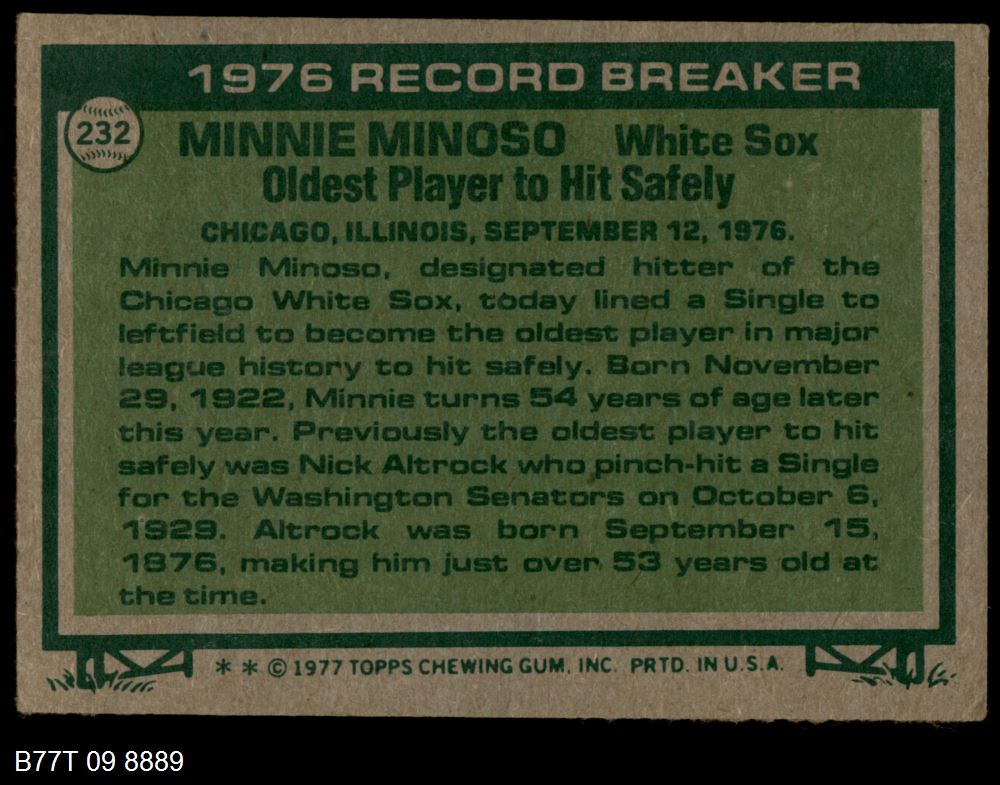 1976 RECORD BREAKER
232
MINNIE MINOSO White Sox
Oldest Player to Hit Safely
CHICAGO, ILLINOIS, SEPTEMBER 12, 1976.
Minnie Minoso, designated hitter of the
Chicago White Sox, today lined a Single to
leftfield to become the oldest player in major
league history to hit safely. Born November
29, 1922, Minnie turns 54 years of age later
this year. Previously the oldest player to hit
safely was Nick Altrock who pinch-hit a Single
for the Washington Senators on October 6,
1929. Altrock was born September 15,
1876, making him just over 53 years old at
the time.
* * © 1977 TOPPS CHEWING GUM, INC. PRTD. IN U.S.A.
B77T 09 8889